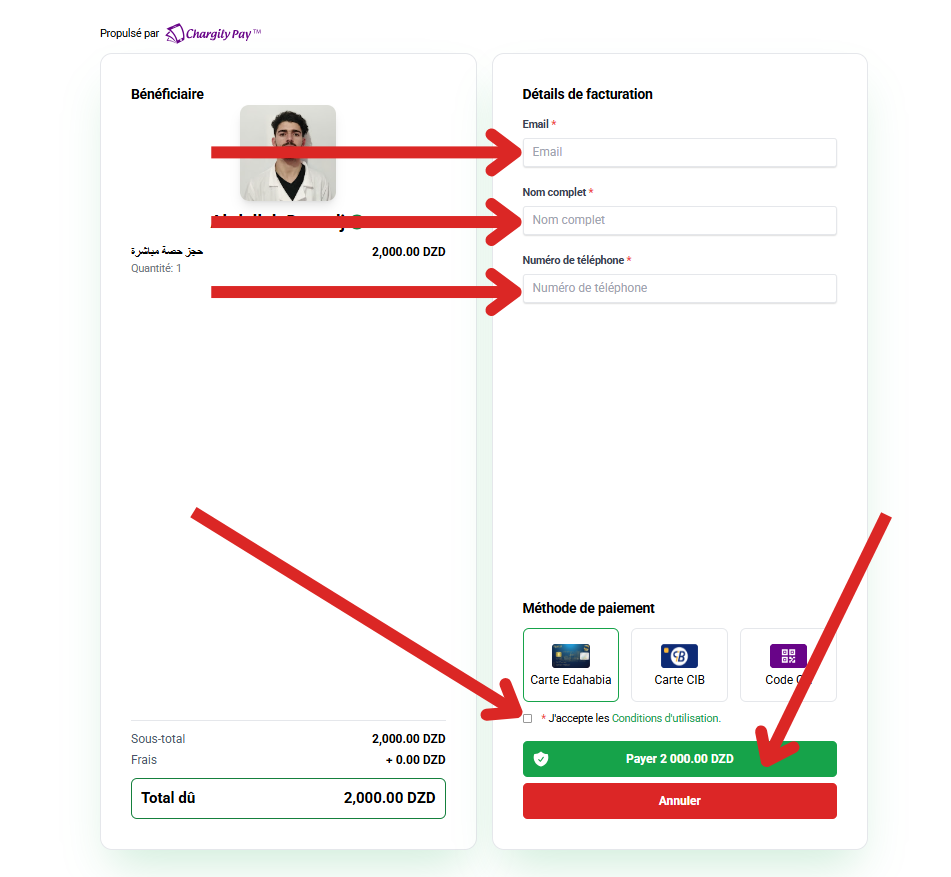 Propulsé par Chargily Pay™
Bénéficiaire
حجز حصة مباشرة
2,000.00 DZD
Quantité: 1
Sous-total 2,000.00 DZD
Frais + 0.00 DZD
Total dû 2,000.00 DZD
Détails de facturation
Email *
Email
Nom complet *
Nom complet
Numéro de téléphone *
Numéro de téléphone
Méthode de paiement
Carte Edahabia
Carte CIB
Code
* J'accepte les Conditions d'utilisation.
Payer 2 000.00 DZD
Annuler